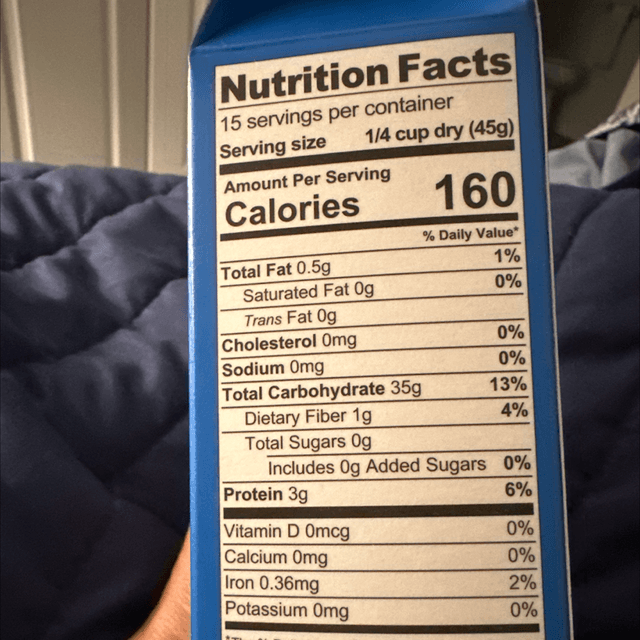 Nutrition Facts
15 servings per container
Serving size 1/4 cup dry (45g)
Amount Per Serving
Calories 160
% Daily Value*
Total Fat 0.5g 1%
Saturated Fat 0g 0%
Trans Fat 0g
Cholesterol 0mg 0%
Sodium 0mg 0%
Total Carbohydrate 35g 13%
Dietary Fiber 1g 4%
Total Sugars 0g
Includes 0g Added Sugars 0%
Protein 3g 6%
Vitamin D 0mcg 0%
Calcium 0mg 0%
Iron 0.36mg 2%
Potassium 0mg 0%